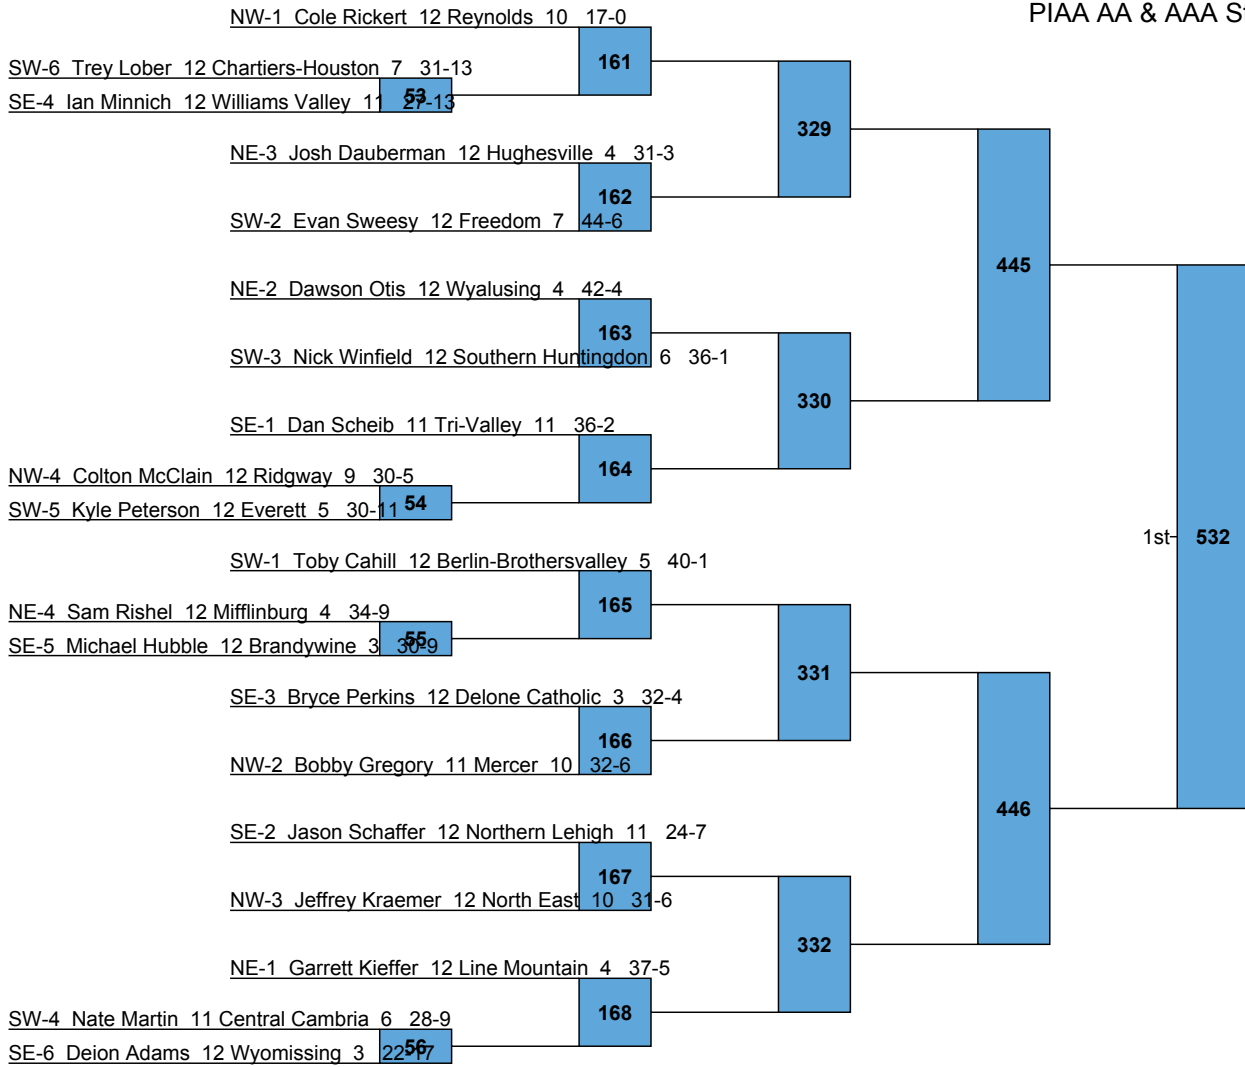 NW-1 Cole Rickert 12 Reynolds 10 17-0
PIAA AA & AAA St
161
SW-6 Trey Lober 12 Chartiers-Houston 7 31-13
53
SE-4 Ian Minnich 12 Williams Valley 11 27-13
329
NE-3 Josh Dauberman 12 Hughesville 4 31-3
162
SW-2 Evan Sweesy 12 Freedom 7 44-6
445
NE-2 Dawson Otis 12 Wyalusing 4 42-4
163
SW-3 Nick Winfield 12 Southern Huntingdon 6 36-1
330
SE-1 Dan Scheib 11 Tri-Valley 11 36-2
164
NW-4 Colton McClain 12 Ridgway 9 30-5
54
SW-5 Kyle Peterson 12 Everett 5 30-11
1st
532
SW-1 Toby Cahill 12 Berlin-Brothersvalley 5 40-1
165
NE-4 Sam Rishel 12 Mifflinburg 4 34-9
55
SE-5 Michael Hubble 12 Brandywine 3 30-9
331
SE-3 Bryce Perkins 12 Delone Catholic 3 32-4
166
NW-2 Bobby Gregory 11 Mercer 10 32-6
446
SE-2 Jason Schaffer 12 Northern Lehigh 11 24-7
167
NW-3 Jeffrey Kraemer 12 North East 10 31-6
332
NE-1 Garrett Kieffer 12 Line Mountain 4 37-5
168
SW-4 Nate Martin 11 Central Cambria 6 28-9
56
SE-6 Deion Adams 12 Wyomissing 3 22-17